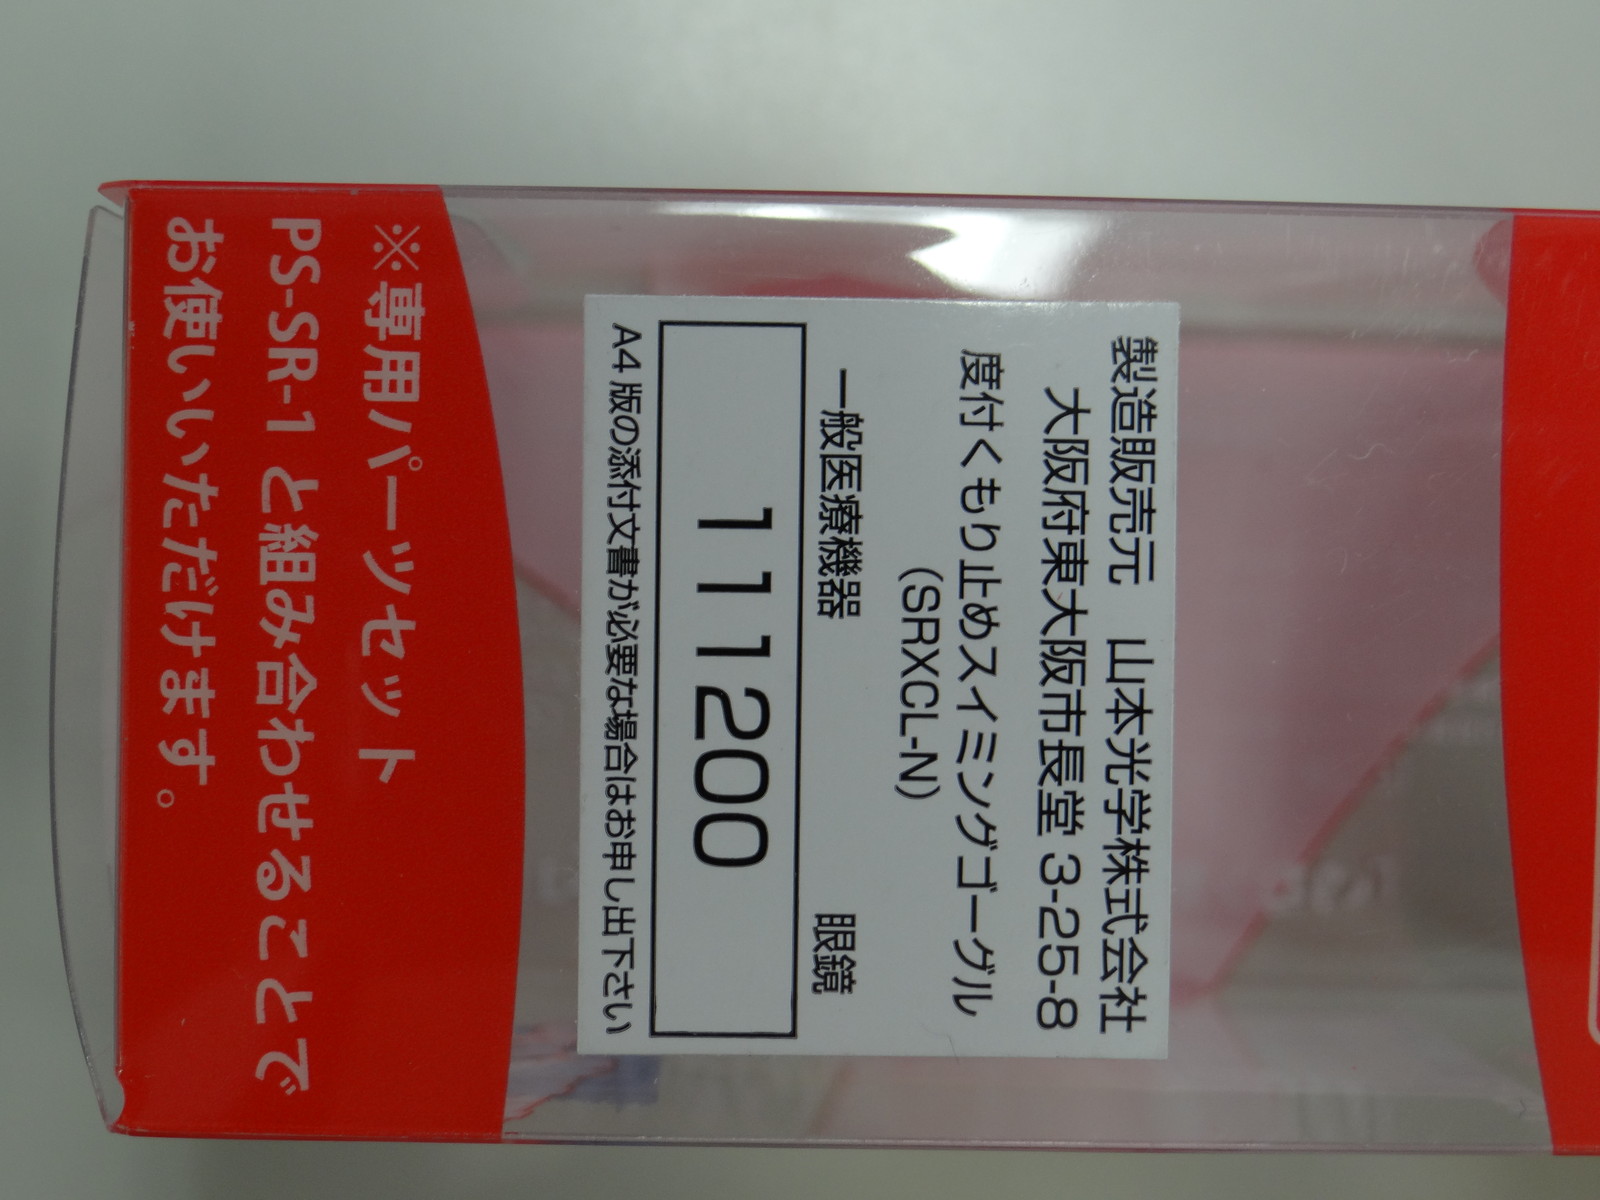 製造販売元 山本光学株式会社
大阪府東大阪市長堂 3-25-8
度付くもり止めスイミングゴーグル
(SRXCL-N)
一般医療機器 眼鏡
111200
A4 版の添付文書が必要な場合はお申し出下さい
※専用パーツセット
PS-SR-1 と組み合わせることで
お使いいただけます。